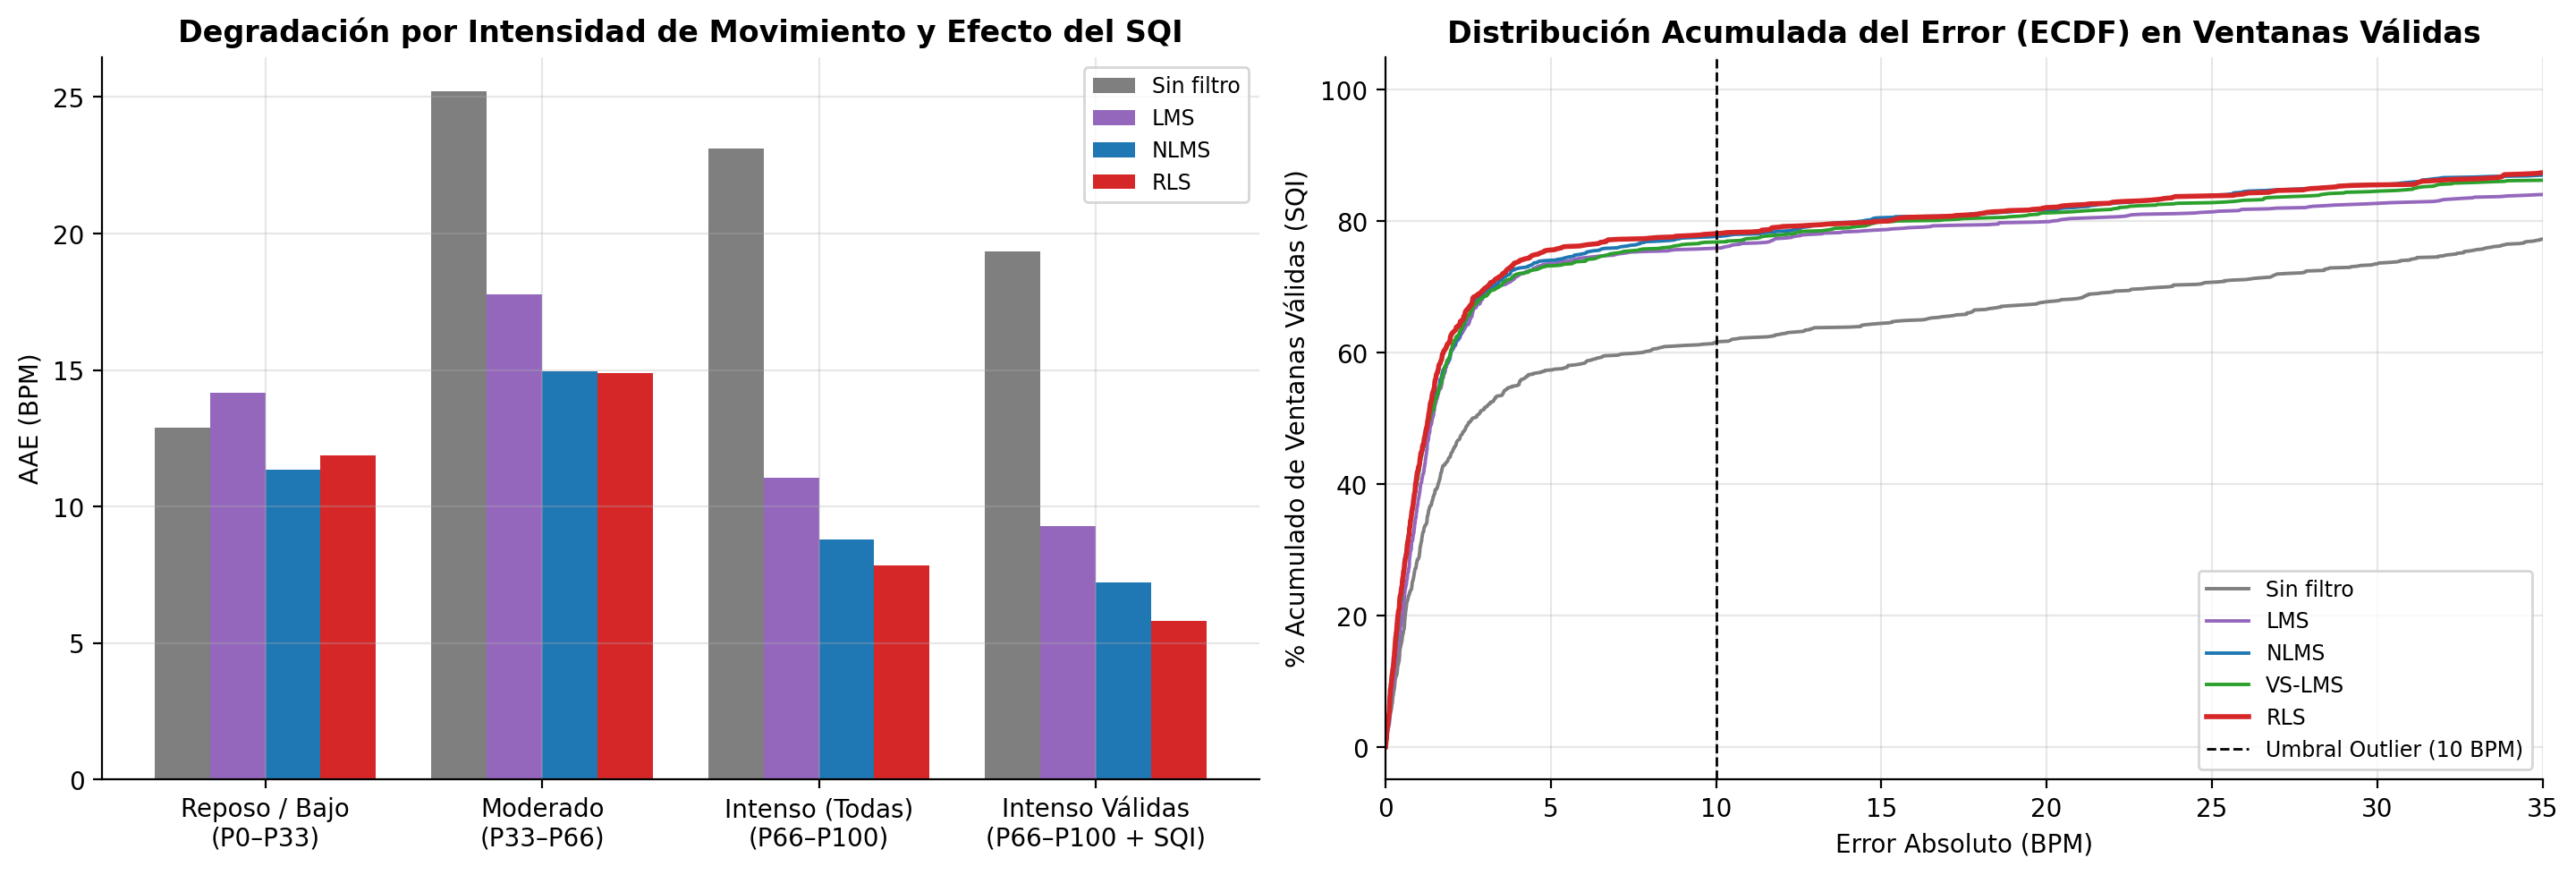 Degradación por Intensidad de Movimiento y Efecto del SQI
AAE (BPM)
25
20
15
10
5
0
Sin filtro
LMS
NLMS
RLS
Reposo / Bajo
(P0–P33)
Moderado
(P33–P66)
Intenso (Todas)
(P66–P100)
Intenso Válidas
(P66–P100 + SQI)
Distribución Acumulada del Error (ECDF) en Ventanas Válidas
% Acumulado de Ventanas Válidas (SQI)
100
80
60
40
20
0
Sin filtro
LMS
NLMS
VS-LMS
RLS
Umbral Outlier (10 BPM)
0
5
10
15
20
25
30
35
Error Absoluto (BPM)